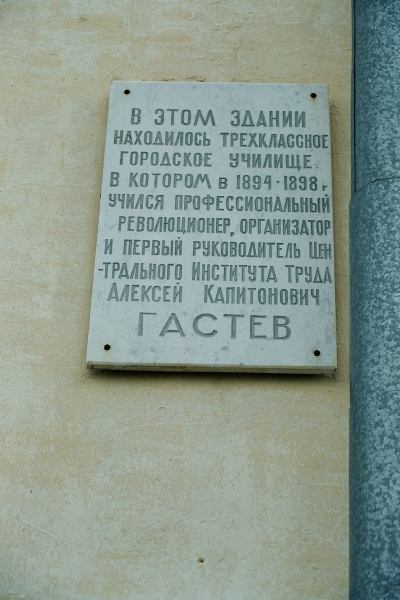 В ЭТОМ ЗДАНИИ
НАХОДИЛОСЬ ТРЕХКЛАССНОЕ
ГОРОДСКОЕ УЧИЛИЩЕ
В КОТОРОМ В 1894-1898 г
УЧИЛСЯ ПРОФЕССИОНАЛЬНЫЙ
РЕВОЛЮЦИОНЕР, ОРГАНИЗАТОР
И ПЕРВЫЙ РУКОВОДИТЕЛЬ ЦЕН
-ТРАЛЬНОГО ИНСТИТУТА ТРУДА
АЛЕКСЕЙ КАПИТОНОВИЧ
ГАСТЕВ